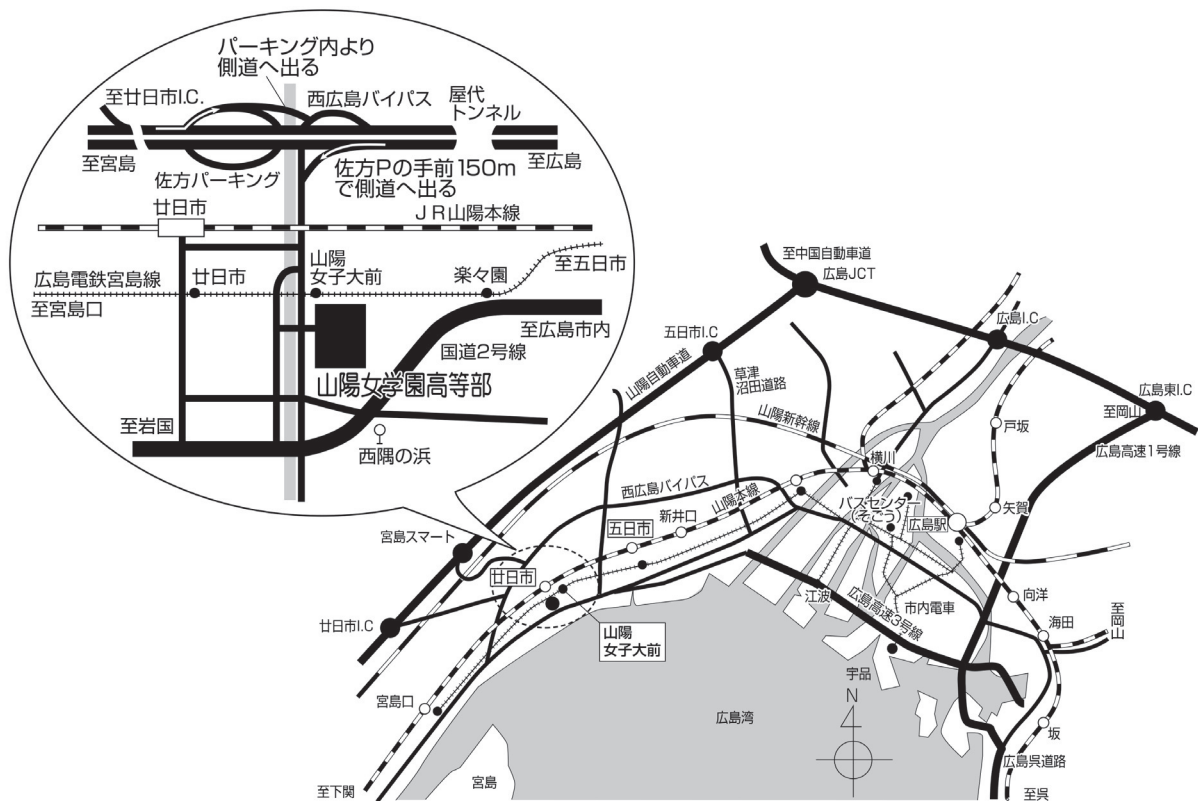 パーキング内より
側道へ出る
至廿日市I.C.
西広島バイパス
屋代
トンネル
至宮島
佐方パーキング
佐方Pの手前150m
で側道へ出る
至広島
廿日市
JR山陽本線
山陽
女子大前
広島電鉄宮島線
廿日市
楽々園
至五日市
至宮島口
至広島市内
国道2号線
山陽女学園高等部
至岩国
西隅の浜
至中国自動車道
広島JCT
五日市I.C
広島I.C
山陽自動車道
草津
沼田道路
広島東I.C
至岡山
山陽新幹線
戸坂
広島高速1号線
横川
西広島バイパス
山陽本線
バスセンター
(そごう)
広島駅
矢賀
新井口
五日市
宮島スマート
廿日市
江波
広島高速3号線
市内電車
向洋
海田
至岡山
廿日市I.C
山陽
女子大前
宇品
N
宮島口
広島湾
坂
広島呉道路
宮島
至下関
至呉